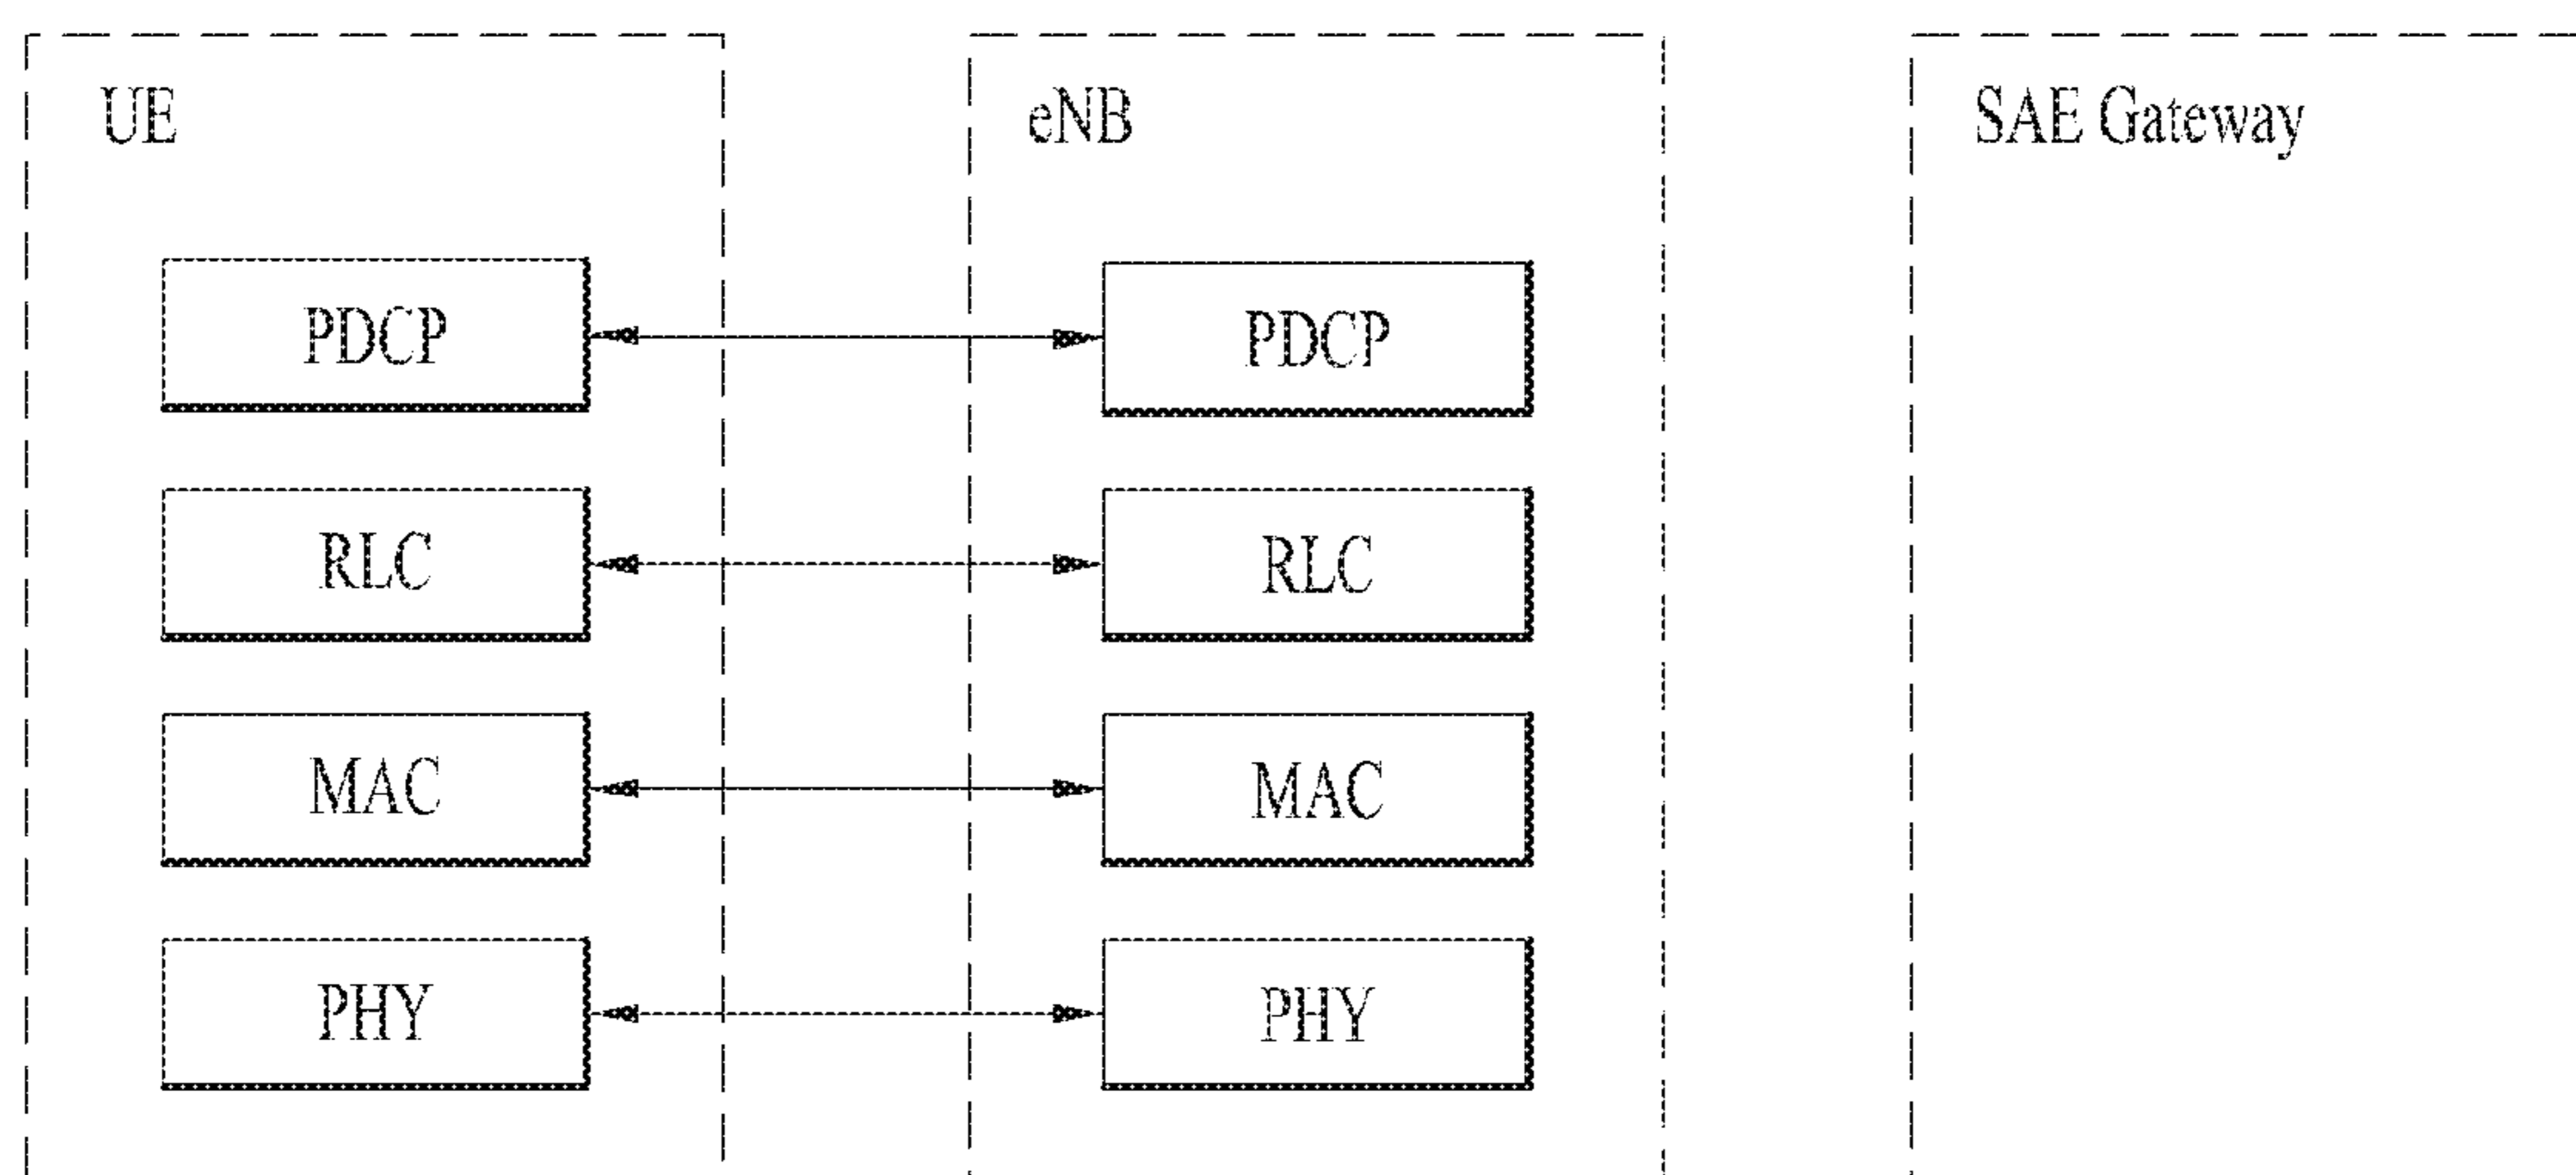 UE
eNB
SAE Gateway
PDCP
PDCP
RLC
RLC
MAC
MAC
PHY
PHY